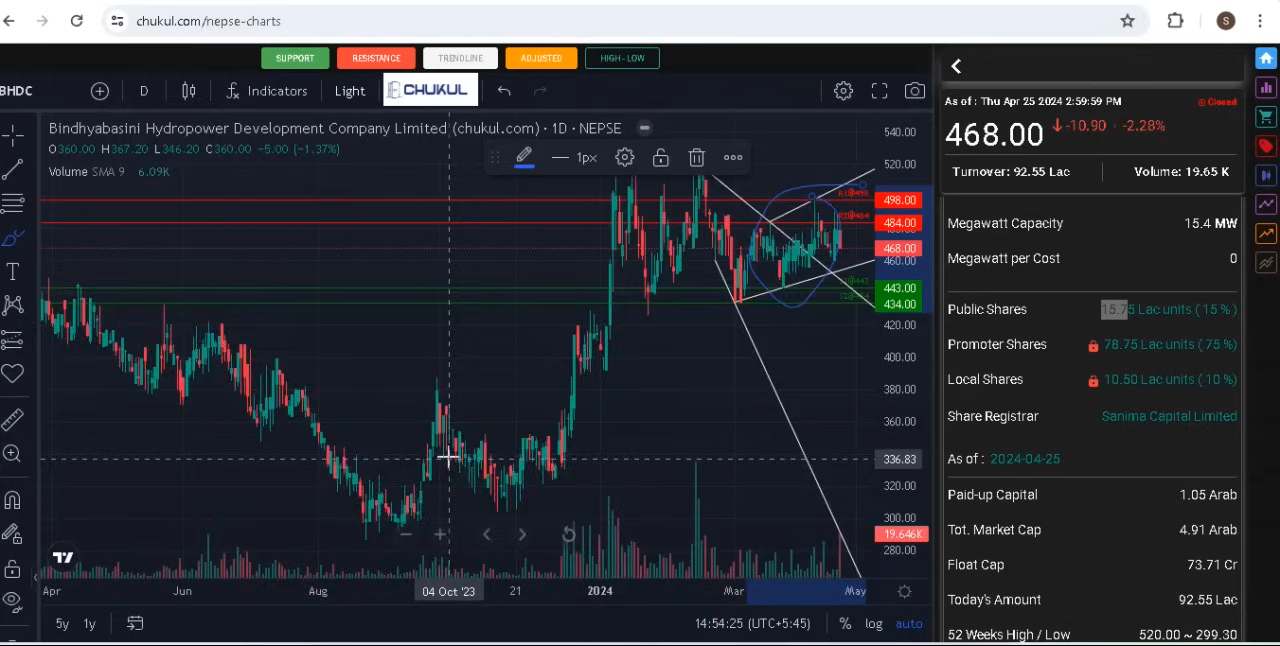 chukul.com/nepse-charts
S
SUPPORT RESISTANCE TRENDLINE ADJUSTED HIGH - LOW
BHDC D Indicators Light CHUKUL
Bindhyabasini Hydropower Development Company Limited (chukul.com) · 1D · NEPSE
O360.00 H367.20 L346.20 C360.00 −5.00 (−1.37%)
Volume SMA 9 6.09K
1px
540.00
520.00
R1@498 498.00
R2@484 484.00
468.00
460.00
443.00
434.00
420.00
400.00
380.00
360.00
336.83
320.00
300.00
19.646K
280.00
Apr Jun Aug 04 Oct '23 21 2024 Mar May
5y 1y 14:54:25 (UTC+5:45) % log auto
As of : Thu Apr 25 2024 2:59:59 PM Closed
468.00 -10.90 -2.28%
Turnover: 92.55 Lac Volume: 19.65 K
Megawatt Capacity 15.4 MW
Megawatt per Cost 0
Public Shares 15.75 Lac units ( 15 %)
Promoter Shares 78.75 Lac units ( 75 %)
Local Shares 10.50 Lac units ( 10 %)
Share Registrar Sanima Capital Limited
As of : 2024-04-25
Paid-up Capital 1.05 Arab
Tot. Market Cap 4.91 Arab
Float Cap 73.71 Cr
Today's Amount 92.55 Lac
52 Weeks High / Low 520.00 ~ 299.30